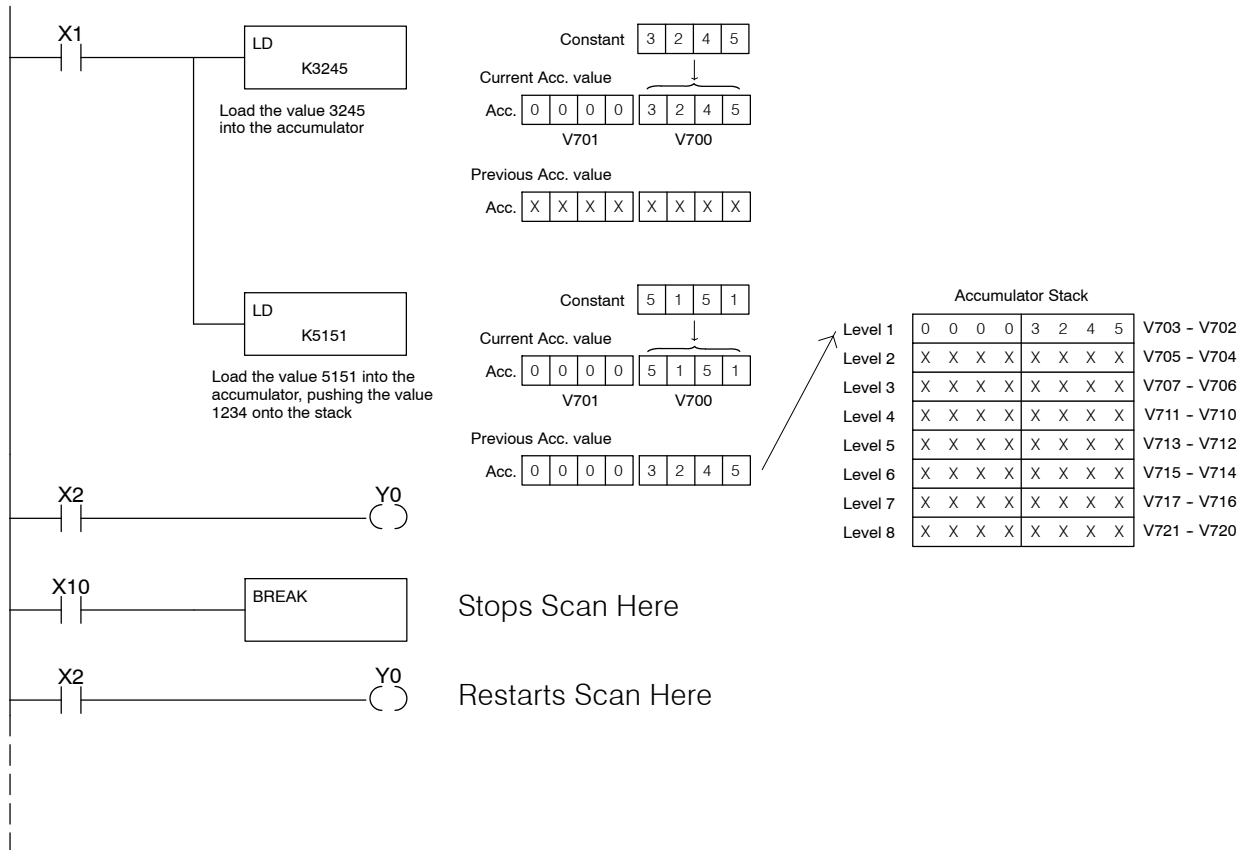 X1
LD
K3245
Load the value 3245
into the accumulator
Constant 3 2 4 5
Current Acc. value
Acc. 0 0 0 0 3 2 4 5
V701 V700
Previous Acc. value
Acc. X X X X X X X X
LD
K5151
Load the value 5151 into the
accumulator, pushing the value
1234 onto the stack
Constant 5 1 5 1
Current Acc. value
Acc. 0 0 0 0 5 1 5 1
V701 V700
Previous Acc. value
Acc. 0 0 0 0 3 2 4 5
Accumulator Stack
Level 1 0 0 0 0 3 2 4 5 V703 - V702
Level 2 X X X X X X X X V705 - V704
Level 3 X X X X X X X X V707 - V706
Level 4 X X X X X X X X V711 - V710
Level 5 X X X X X X X X V713 - V712
Level 6 X X X X X X X X V715 - V714
Level 7 X X X X X X X X V717 - V716
Level 8 X X X X X X X X V721 - V720
X2 Y0
X10
BREAK
Stops Scan Here
X2 Y0
Restarts Scan Here